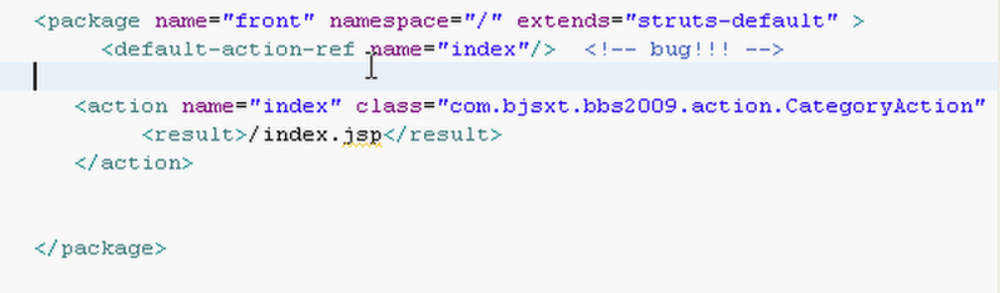 <package name="front" namespace="/" extends="struts-default" >
<default-action-ref name="index"/> <!-- bug!!! -->
<action name="index" class="com.bjsxt.bbs2009.action.CategoryAction"
<result>/index.jsp</result>
</action>
</package>